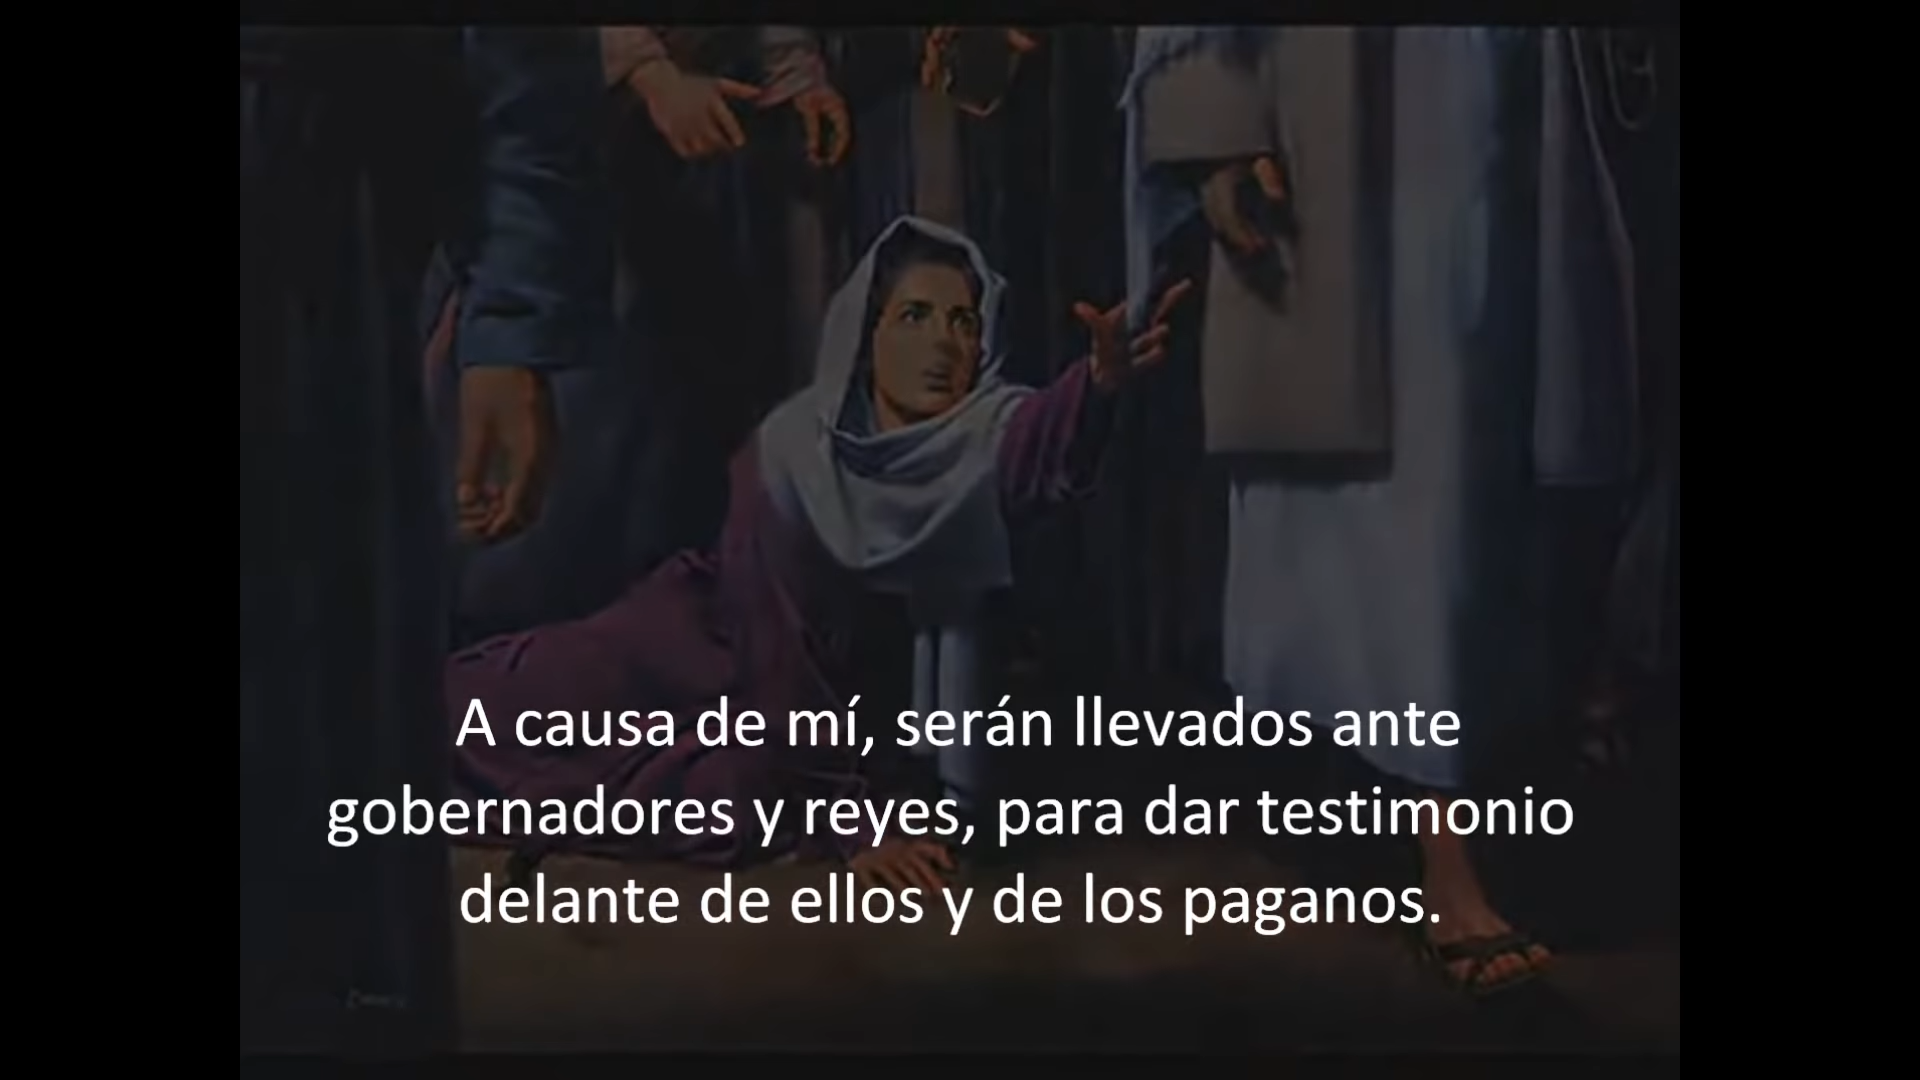 A causa de mí, serán llevados ante
gobernadores y reyes, para dar testimonio
delante de ellos y de los paganos.